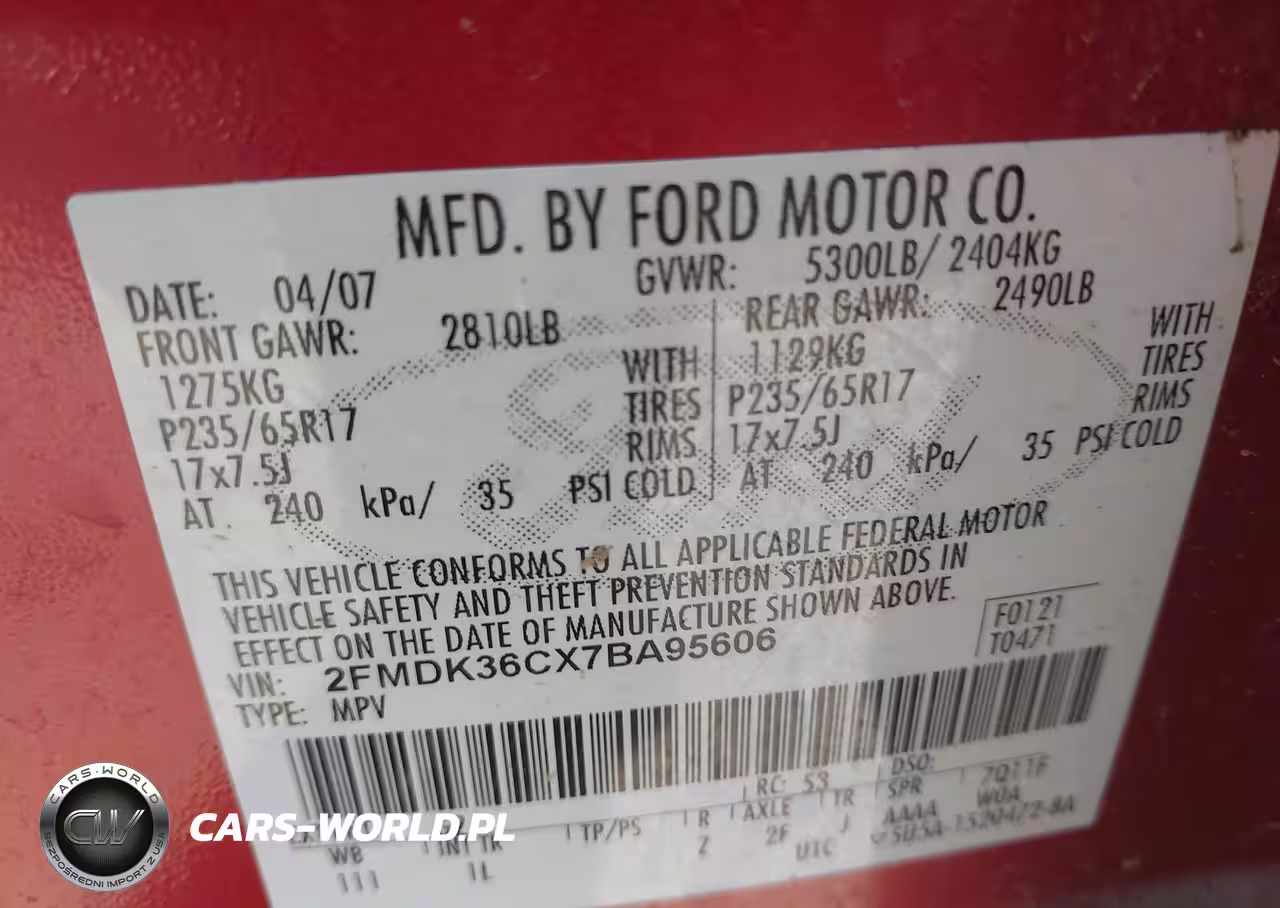 MFD. BY FORD MOTOR CO.
DATE: 04/07 GVWR: 5300LB/ 2404KG
FRONT GAWR: 2810LB REAR GAWR: 2490LB
1275KG WITH 1129KG WITH
P235/65R17 TIRES P235/65R17 TIRES
17x7.5J RIMS 17x7.5J RIMS
AT 240 kPa/ 35 PSI COLD AT 240 kPa/ 35 PSI COLD
THIS VEHICLE CONFORMS TO ALL APPLICABLE FEDERAL MOTOR
VEHICLE SAFETY AND THEFT PREVENTION STANDARDS IN
EFFECT ON THE DATE OF MANUFACTURE SHOWN ABOVE.
F0121
VIN: 2FMDK36CX7BA95606 T0471
TYPE: MPV
RC: 53 DSO:
WB INT TR TP/PS R AXLE TR SPR
111 IL Z 2F J AAAA W0A
UTC
CARS-WORLD
CW
BEZPOŚREDNI IMPORT Z USA
CARS-WORLD.PL